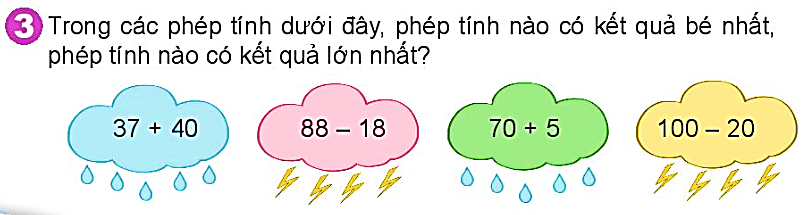 3 Trong các phép tính dưới đây, phép tính nào có kết quả bé nhất,
phép tính nào có kết quả lớn nhất?
37 + 40 88 – 18 70 + 5 100 – 20